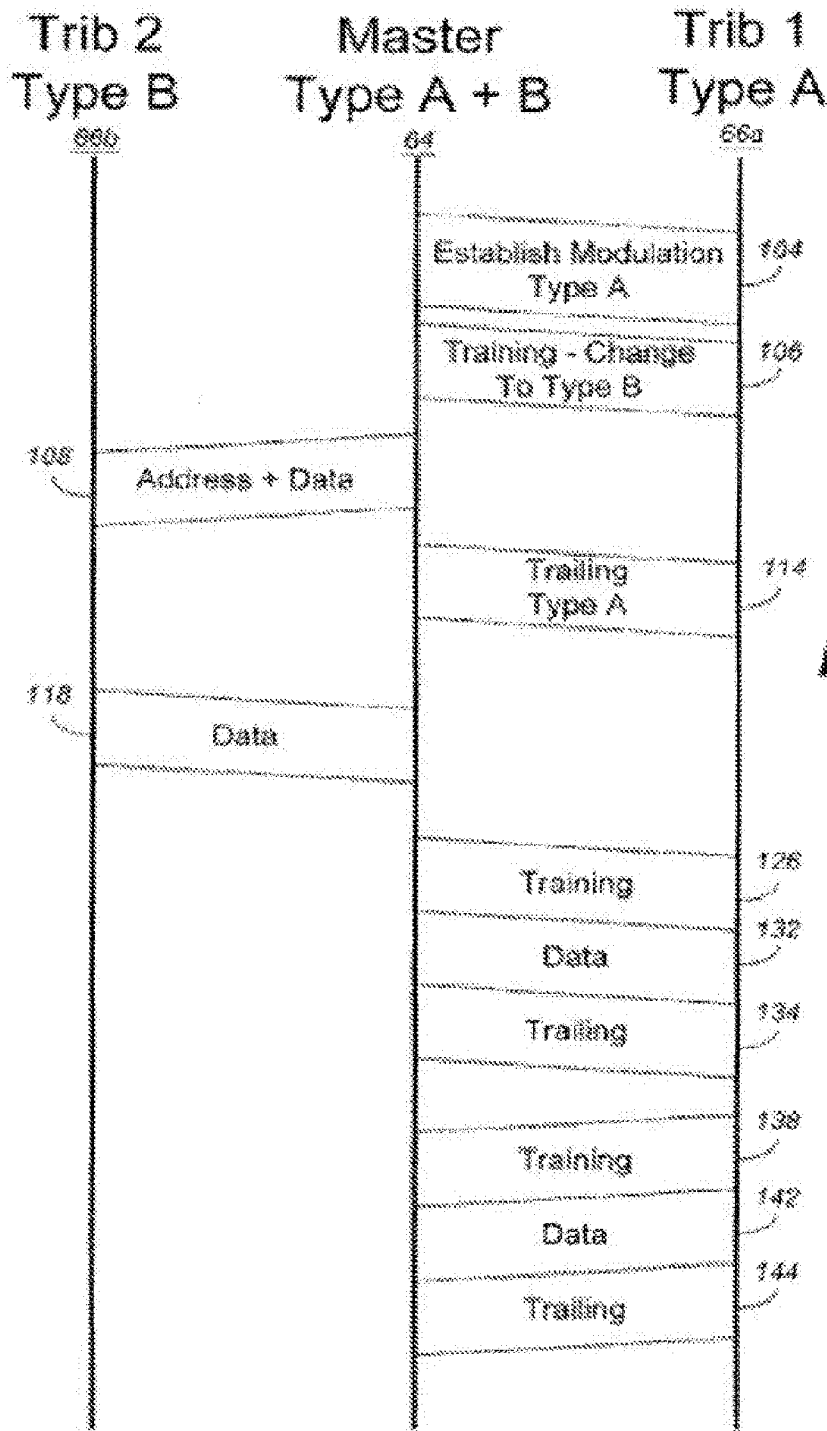 Trib 2
Type B
66b
Master
Type A + B
64
Trib 1
Type A
66a
Establish Modulation
Type A
104
Training - Change
To Type B
106
108
Address + Data
Trailing
Type A
114
118
Data
Training
126
Data
132
Trailing
134
Training
138
Data
142
Trailing
144